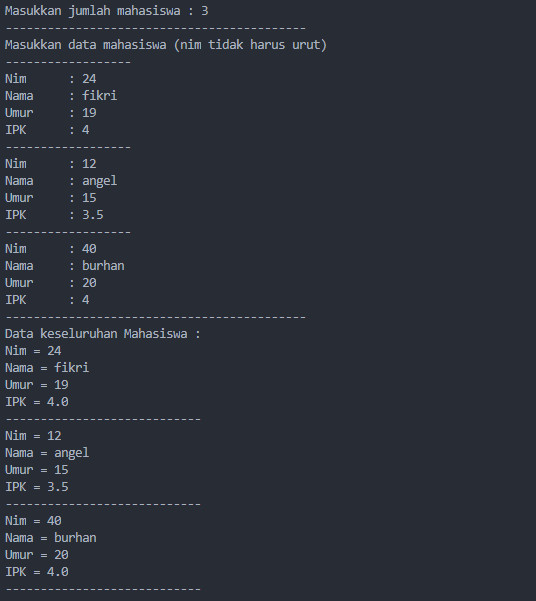 Masukkan jumlah mahasiswa : 3
-------------------------------------------
Masukkan data mahasiswa (nim tidak harus urut)
------------------
Nim      : 24
Nama     : fikri
Umur     : 19
IPK      : 4
------------------
Nim      : 12
Nama     : angel
Umur     : 15
IPK      : 3.5
------------------
Nim      : 40
Nama     : burhan
Umur     : 20
IPK      : 4
-------------------------------------------
Data keseluruhan Mahasiswa :
Nim = 24
Nama = fikri
Umur = 19
IPK = 4.0
----------------------------
Nim = 12
Nama = angel
Umur = 15
IPK = 3.5
----------------------------
Nim = 40
Nama = burhan
Umur = 20
IPK = 4.0
----------------------------